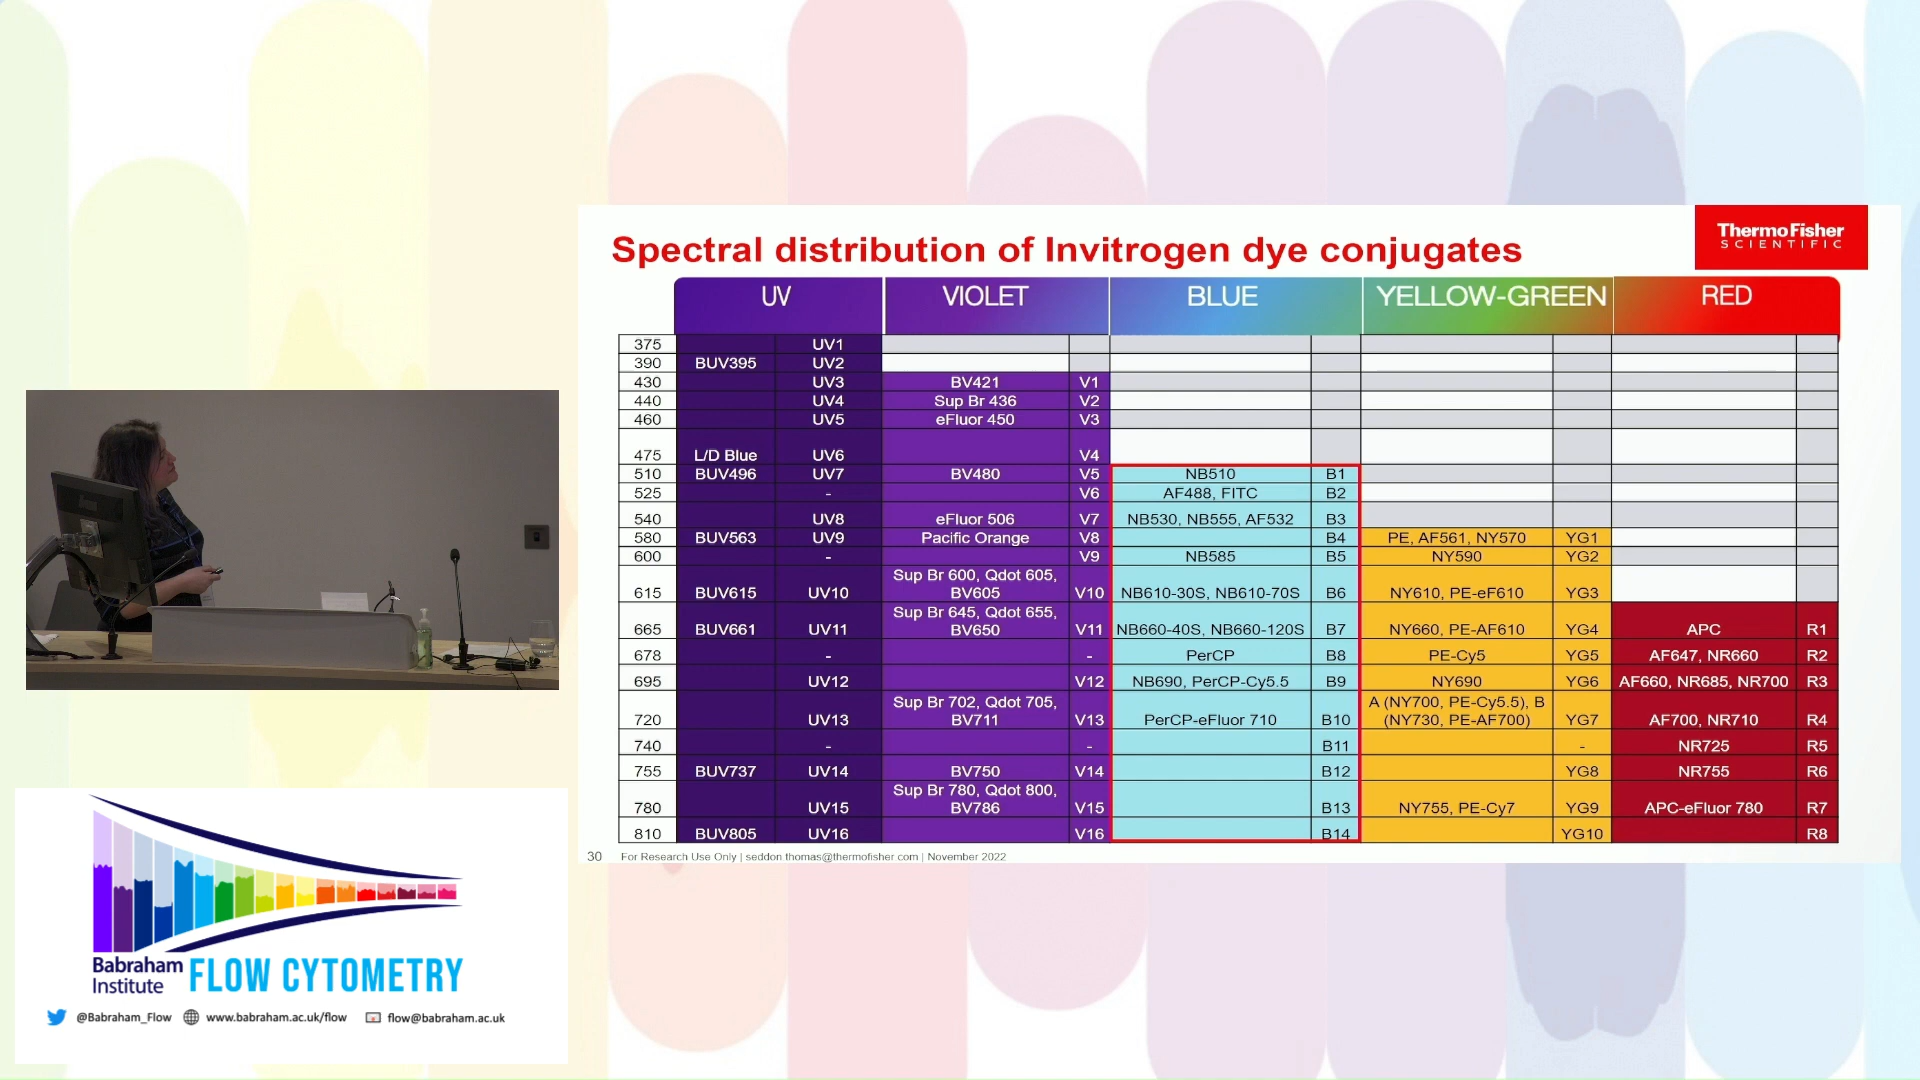 Spectral distribution of Invitrogen dye conjugates
ThermoFisher
SCIENTIFIC
UV VIOLET BLUE YELLOW-GREEN RED
375 UV1
390 BUV395 UV2
430 UV3 BV421 V1
440 UV4 Sup Br 436 V2
460 UV5 eFluor 450 V3
475 L/D Blue UV6 V4
510 BUV496 UV7 BV480 V5 NB510 B1
525 - V6 AF488, FITC B2
540 UV8 eFluor 506 V7 NB530, NB555, AF532 B3
580 BUV563 UV9 Pacific Orange V8 B4 PE, AF561, NY570 YG1
600 - V9 NB585 B5 NY590 YG2
Sup Br 600, Qdot 605,
615 BUV615 UV10 BV605 V10 NB610-30S, NB610-70S B6 NY610, PE-eF610 YG3
Sup Br 645, Qdot 655,
665 BUV661 UV11 BV650 V11 NB660-40S, NB660-120S B7 NY660, PE-AF610 YG4 APC R1
678 - - PerCP B8 PE-Cy5 YG5 AF647, NR660 R2
695 UV12 V12 NB690, PerCP-Cy5.5 B9 NY690 YG6 AF660, NR685, NR700 R3
Sup Br 702, Qdot 705, A (NY700, PE-Cy5.5), B
720 UV13 BV711 V13 PerCP-eFluor 710 B10 (NY730, PE-AF700) YG7 AF700, NR710 R4
740 - - B11 - NR725 R5
755 BUV737 UV14 BV750 V14 B12 YG8 NR755 R6
Sup Br 780, Qdot 800,
780 UV15 BV786 V15 B13 NY755, PE-Cy7 YG9 APC-eFluor 780 R7
810 BUV805 UV16 V16 B14 YG10 R8
30 For Research Use Only | seddon.thomas@thermofisher.com | November 2022
Babraham
Institute
FLOW CYTOMETRY
@Babraham_Flow www.babraham.ac.uk/flow flow@babraham.ac.uk